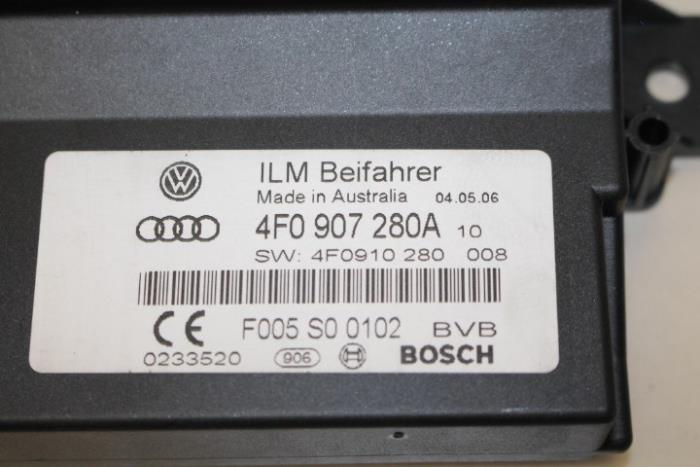 ILM Beifahrer
Made in Australia 04.05.06
4F0 907 280A 10
SW: 4F0910 280 008
CE F005 S0 0102 BVB
0233520 906 BOSCH